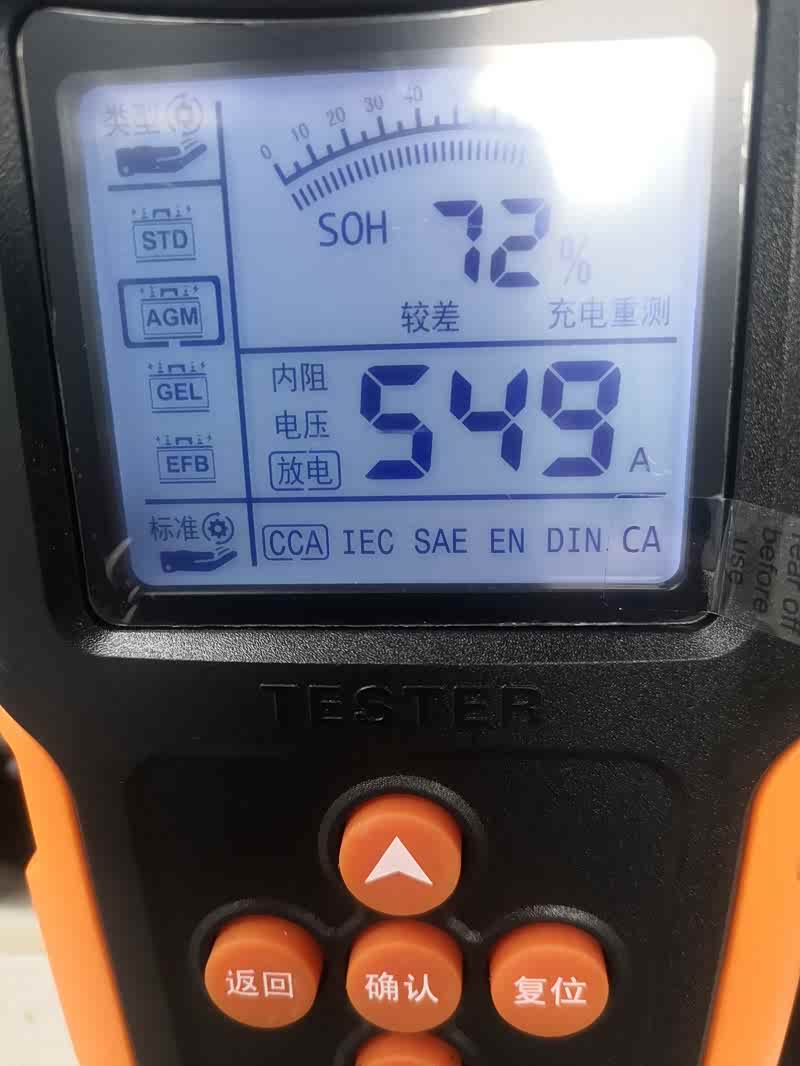 类型
0 10 20 30 40
SOH 72 %
较差 充电重测
STD
AGM
GEL
EFB
内阻
电压
放电
549 A
标准
CCA IEC SAE EN DIN CA
Tear off
before
use
TESTER
返回 确认 复位